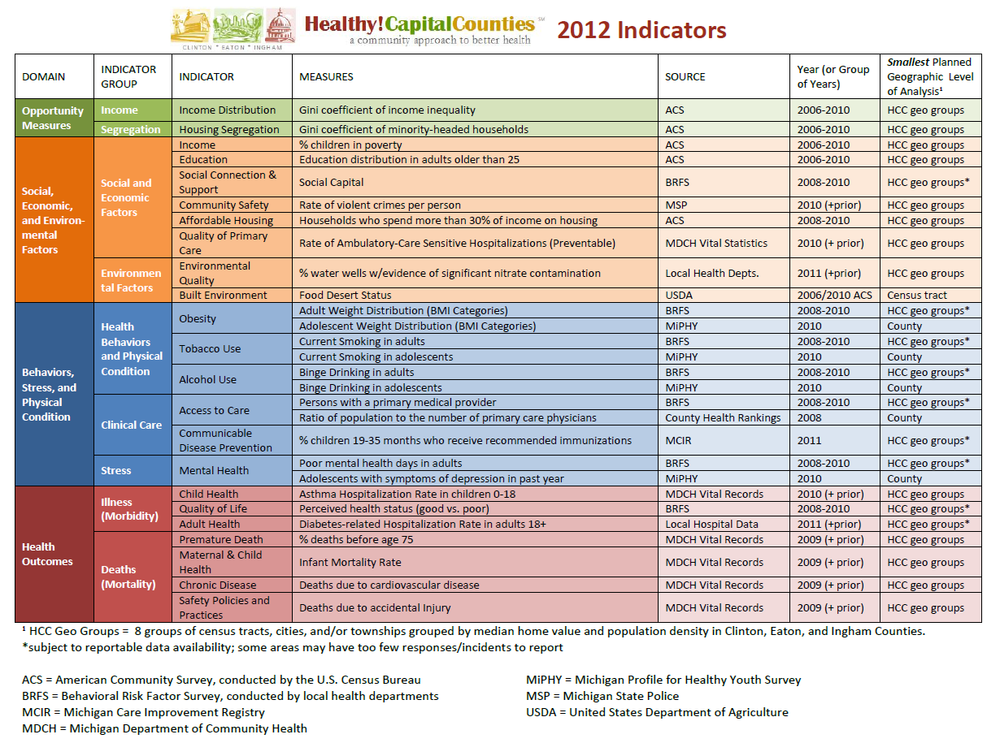 Healthy!CapitalCounties℠
a community approach to better health
CLINTON * EATON * INGHAM
2012 Indicators
DOMAIN INDICATOR GROUP INDICATOR MEASURES SOURCE Year (or Group of Years) Smallest Planned Geographic Level of Analysis¹
Opportunity Measures
Income Income Distribution Gini coefficient of income inequality ACS 2006-2010 HCC geo groups
Segregation Housing Segregation Gini coefficient of minority-headed households ACS 2006-2010 HCC geo groups
Social, Economic, and Environ-mental Factors
Social and Economic Factors
Income % children in poverty ACS 2006-2010 HCC geo groups
Education Education distribution in adults older than 25 ACS 2006-2010 HCC geo groups
Social Connection & Support Social Capital BRFS 2008-2010 HCC geo groups*
Community Safety Rate of violent crimes per person MSP 2010 (+prior) HCC geo groups
Affordable Housing Households who spend more than 30% of income on housing ACS 2008-2010 HCC geo groups
Quality of Primary Care Rate of Ambulatory-Care Sensitive Hospitalizations (Preventable) MDCH Vital Statistics 2010 (+ prior) HCC geo groups
Environmen tal Factors
Environmental Quality % water wells w/evidence of significant nitrate contamination Local Health Depts. 2011 (+prior) HCC geo groups
Built Environment Food Desert Status USDA 2006/2010 ACS Census tract
Behaviors, Stress, and Physical Condition
Health Behaviors and Physical Condition
Obesity Adult Weight Distribution (BMI Categories) BRFS 2008-2010 HCC geo groups*
Adolescent Weight Distribution (BMI Categories) MiPHY 2010 County
Tobacco Use Current Smoking in adults BRFS 2008-2010 HCC geo groups*
Current Smoking in adolescents MiPHY 2010 County
Alcohol Use Binge Drinking in adults BRFS 2008-2010 HCC geo groups*
Binge Drinking in adolescents MiPHY 2010 County
Clinical Care
Access to Care Persons with a primary medical provider BRFS 2008-2010 HCC geo groups*
Ratio of population to the number of primary care physicians County Health Rankings 2008 County
Communicable Disease Prevention % children 19-35 months who receive recommended immunizations MCIR 2011 HCC geo groups*
Stress Mental Health Poor mental health days in adults BRFS 2008-2010 HCC geo groups*
Adolescents with symptoms of depression in past year MiPHY 2010 County
Health Outcomes
Illness (Morbidity)
Child Health Asthma Hospitalization Rate in children 0-18 MDCH Vital Records 2010 (+ prior) HCC geo groups
Quality of Life Perceived health status (good vs. poor) BRFS 2008-2010 HCC geo groups*
Adult Health Diabetes-related Hospitalization Rate in adults 18+ Local Hospital Data 2011 (+prior) HCC geo groups*
Deaths (Mortality)
Premature Death % deaths before age 75 MDCH Vital Records 2009 (+ prior) HCC geo groups
Maternal & Child Health Infant Mortality Rate MDCH Vital Records 2009 (+ prior) HCC geo groups
Chronic Disease Deaths due to cardiovascular disease MDCH Vital Records 2009 (+ prior) HCC geo groups
Safety Policies and Practices Deaths due to accidental Injury MDCH Vital Records 2009 (+ prior) HCC geo groups
¹ HCC Geo Groups = 8 groups of census tracts, cities, and/or townships grouped by median home value and population density in Clinton, Eaton, and Ingham Counties.
*subject to reportable data availability; some areas may have too few responses/incidents to report
ACS = American Community Survey, conducted by the U.S. Census Bureau
BRFS = Behavioral Risk Factor Survey, conducted by local health departments
MCIR = Michigan Care Improvement Registry
MDCH = Michigan Department of Community Health
MiPHY = Michigan Profile for Healthy Youth Survey
MSP = Michigan State Police
USDA = United States Department of Agriculture